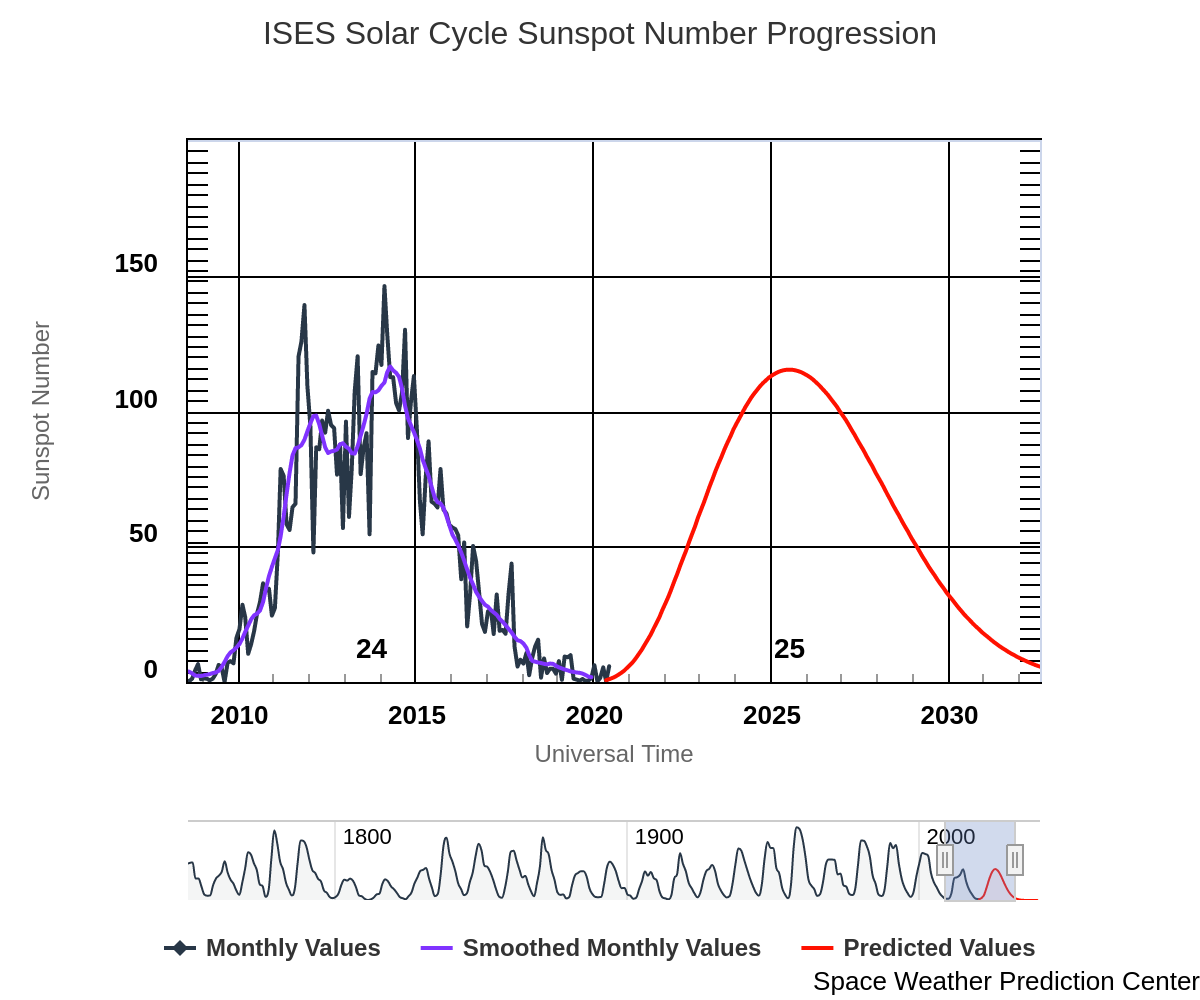 ISES Solar Cycle Sunspot Number Progression
Sunspot Number
150
100
50
0
24
25
2010 2015 2020 2025 2030
Universal Time
1800 1900 2000
Monthly Values Smoothed Monthly Values Predicted Values
Space Weather Prediction Center